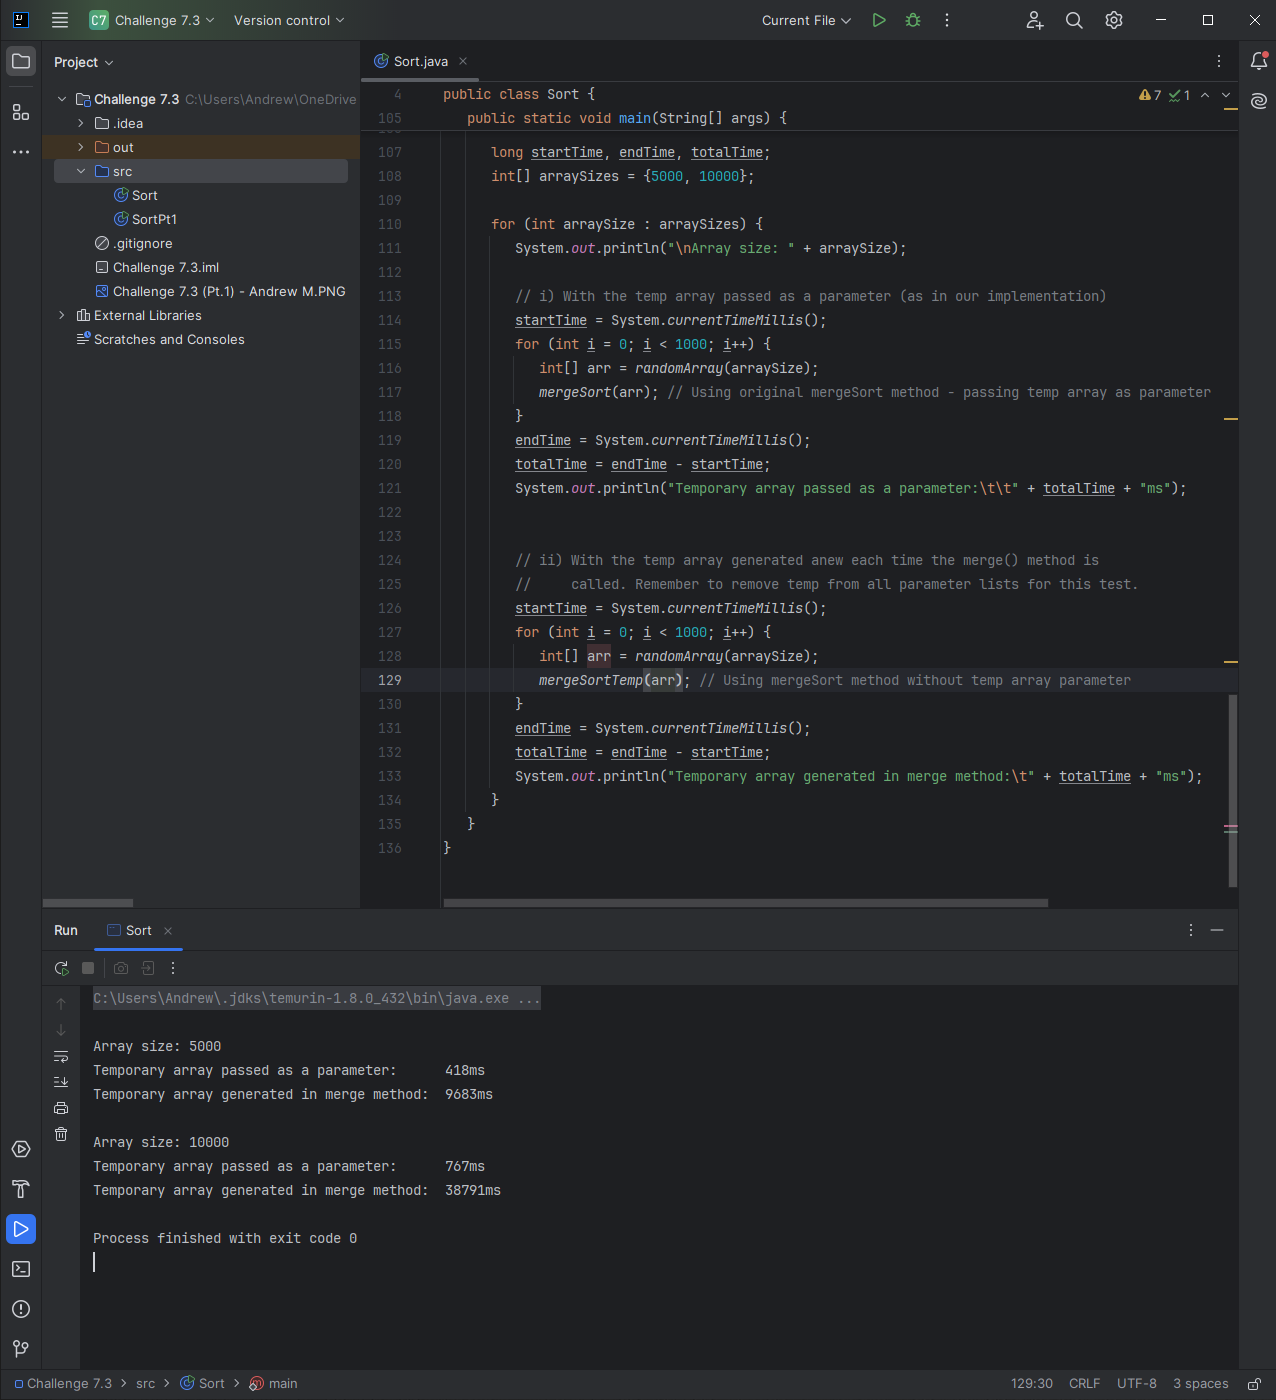 C7 Challenge 7.3 Version control Current File
Project
Challenge 7.3 C:\Users\Andrew\OneDrive
.idea
out
src
Sort
SortPt1
.gitignore
Challenge 7.3.iml
Challenge 7.3 (Pt.1) - Andrew M.PNG
External Libraries
Scratches and Consoles
Sort.java
7 1
4 public class Sort {
105 public static void main(String[] args) {
107 long startTime, endTime, totalTime;
108 int[] arraySizes = {5000, 10000};
109
110 for (int arraySize : arraySizes) {
111 System.out.println("\nArray size: " + arraySize);
112
113 // i) With the temp array passed as a parameter (as in our implementation)
114 startTime = System.currentTimeMillis();
115 for (int i = 0; i < 1000; i++) {
116 int[] arr = randomArray(arraySize);
117 mergeSort(arr); // Using original mergeSort method - passing temp array as parameter
118 }
119 endTime = System.currentTimeMillis();
120 totalTime = endTime - startTime;
121 System.out.println("Temporary array passed as a parameter:\t\t" + totalTime + "ms");
122
123
124 // ii) With the temp array generated anew each time the merge() method is
125 // called. Remember to remove temp from all parameter lists for this test.
126 startTime = System.currentTimeMillis();
127 for (int i = 0; i < 1000; i++) {
128 int[] arr = randomArray(arraySize);
129 mergeSortTemp(arr); // Using mergeSort method without temp array parameter
130 }
131 endTime = System.currentTimeMillis();
132 totalTime = endTime - startTime;
133 System.out.println("Temporary array generated in merge method:\t" + totalTime + "ms");
134 }
135 }
136 }
Run Sort
C:\Users\Andrew\.jdks\temurin-1.8.0_432\bin\java.exe ...
Array size: 5000
Temporary array passed as a parameter: 418ms
Temporary array generated in merge method: 9683ms
Array size: 10000
Temporary array passed as a parameter: 767ms
Temporary array generated in merge method: 38791ms
Process finished with exit code 0
Challenge 7.3 > src > Sort > main 129:30 CRLF UTF-8 3 spaces